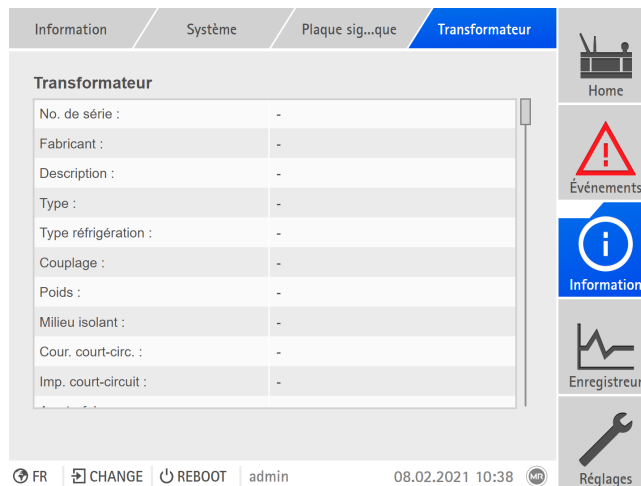 Information Système Plaque sig...que Transformateur
Transformateur
No. de série : -
Fabricant : -
Description : -
Type : -
Type réfrigération : -
Couplage : -
Poids : -
Milieu isolant : -
Cour. court-circ. : -
Imp. court-circuit : -
Home
Événements
Information
Enregistreur
Réglages
FR CHANGE REBOOT admin 08.02.2021 10:38 MR